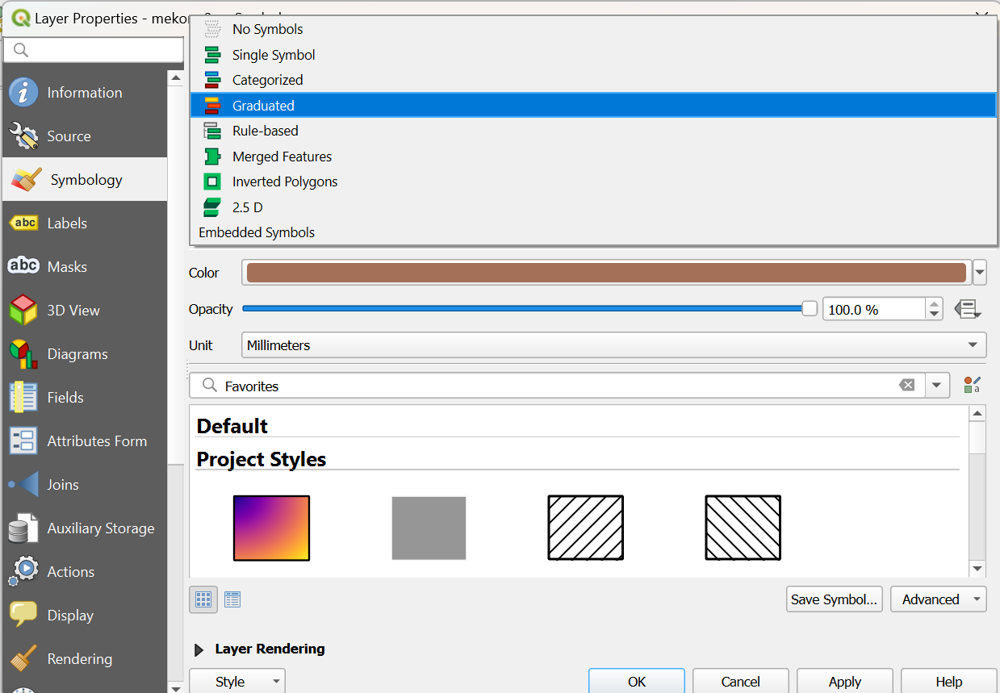 Layer Properties - meko
No Symbols
Single Symbol
Categorized
Graduated
Rule-based
Merged Features
Inverted Polygons
2.5 D
Embedded Symbols
Information
Source
Symbology
abc Labels
abc Masks
3D View
Diagrams
Fields
Attributes Form
Joins
Auxiliary Storage
Actions
Display
Rendering
Color
Opacity 100.0 %
Unit Millimeters
Favorites
a
Default
Project Styles
Save Symbol...
Advanced
Layer Rendering
Style
OK
Cancel
Apply
Help